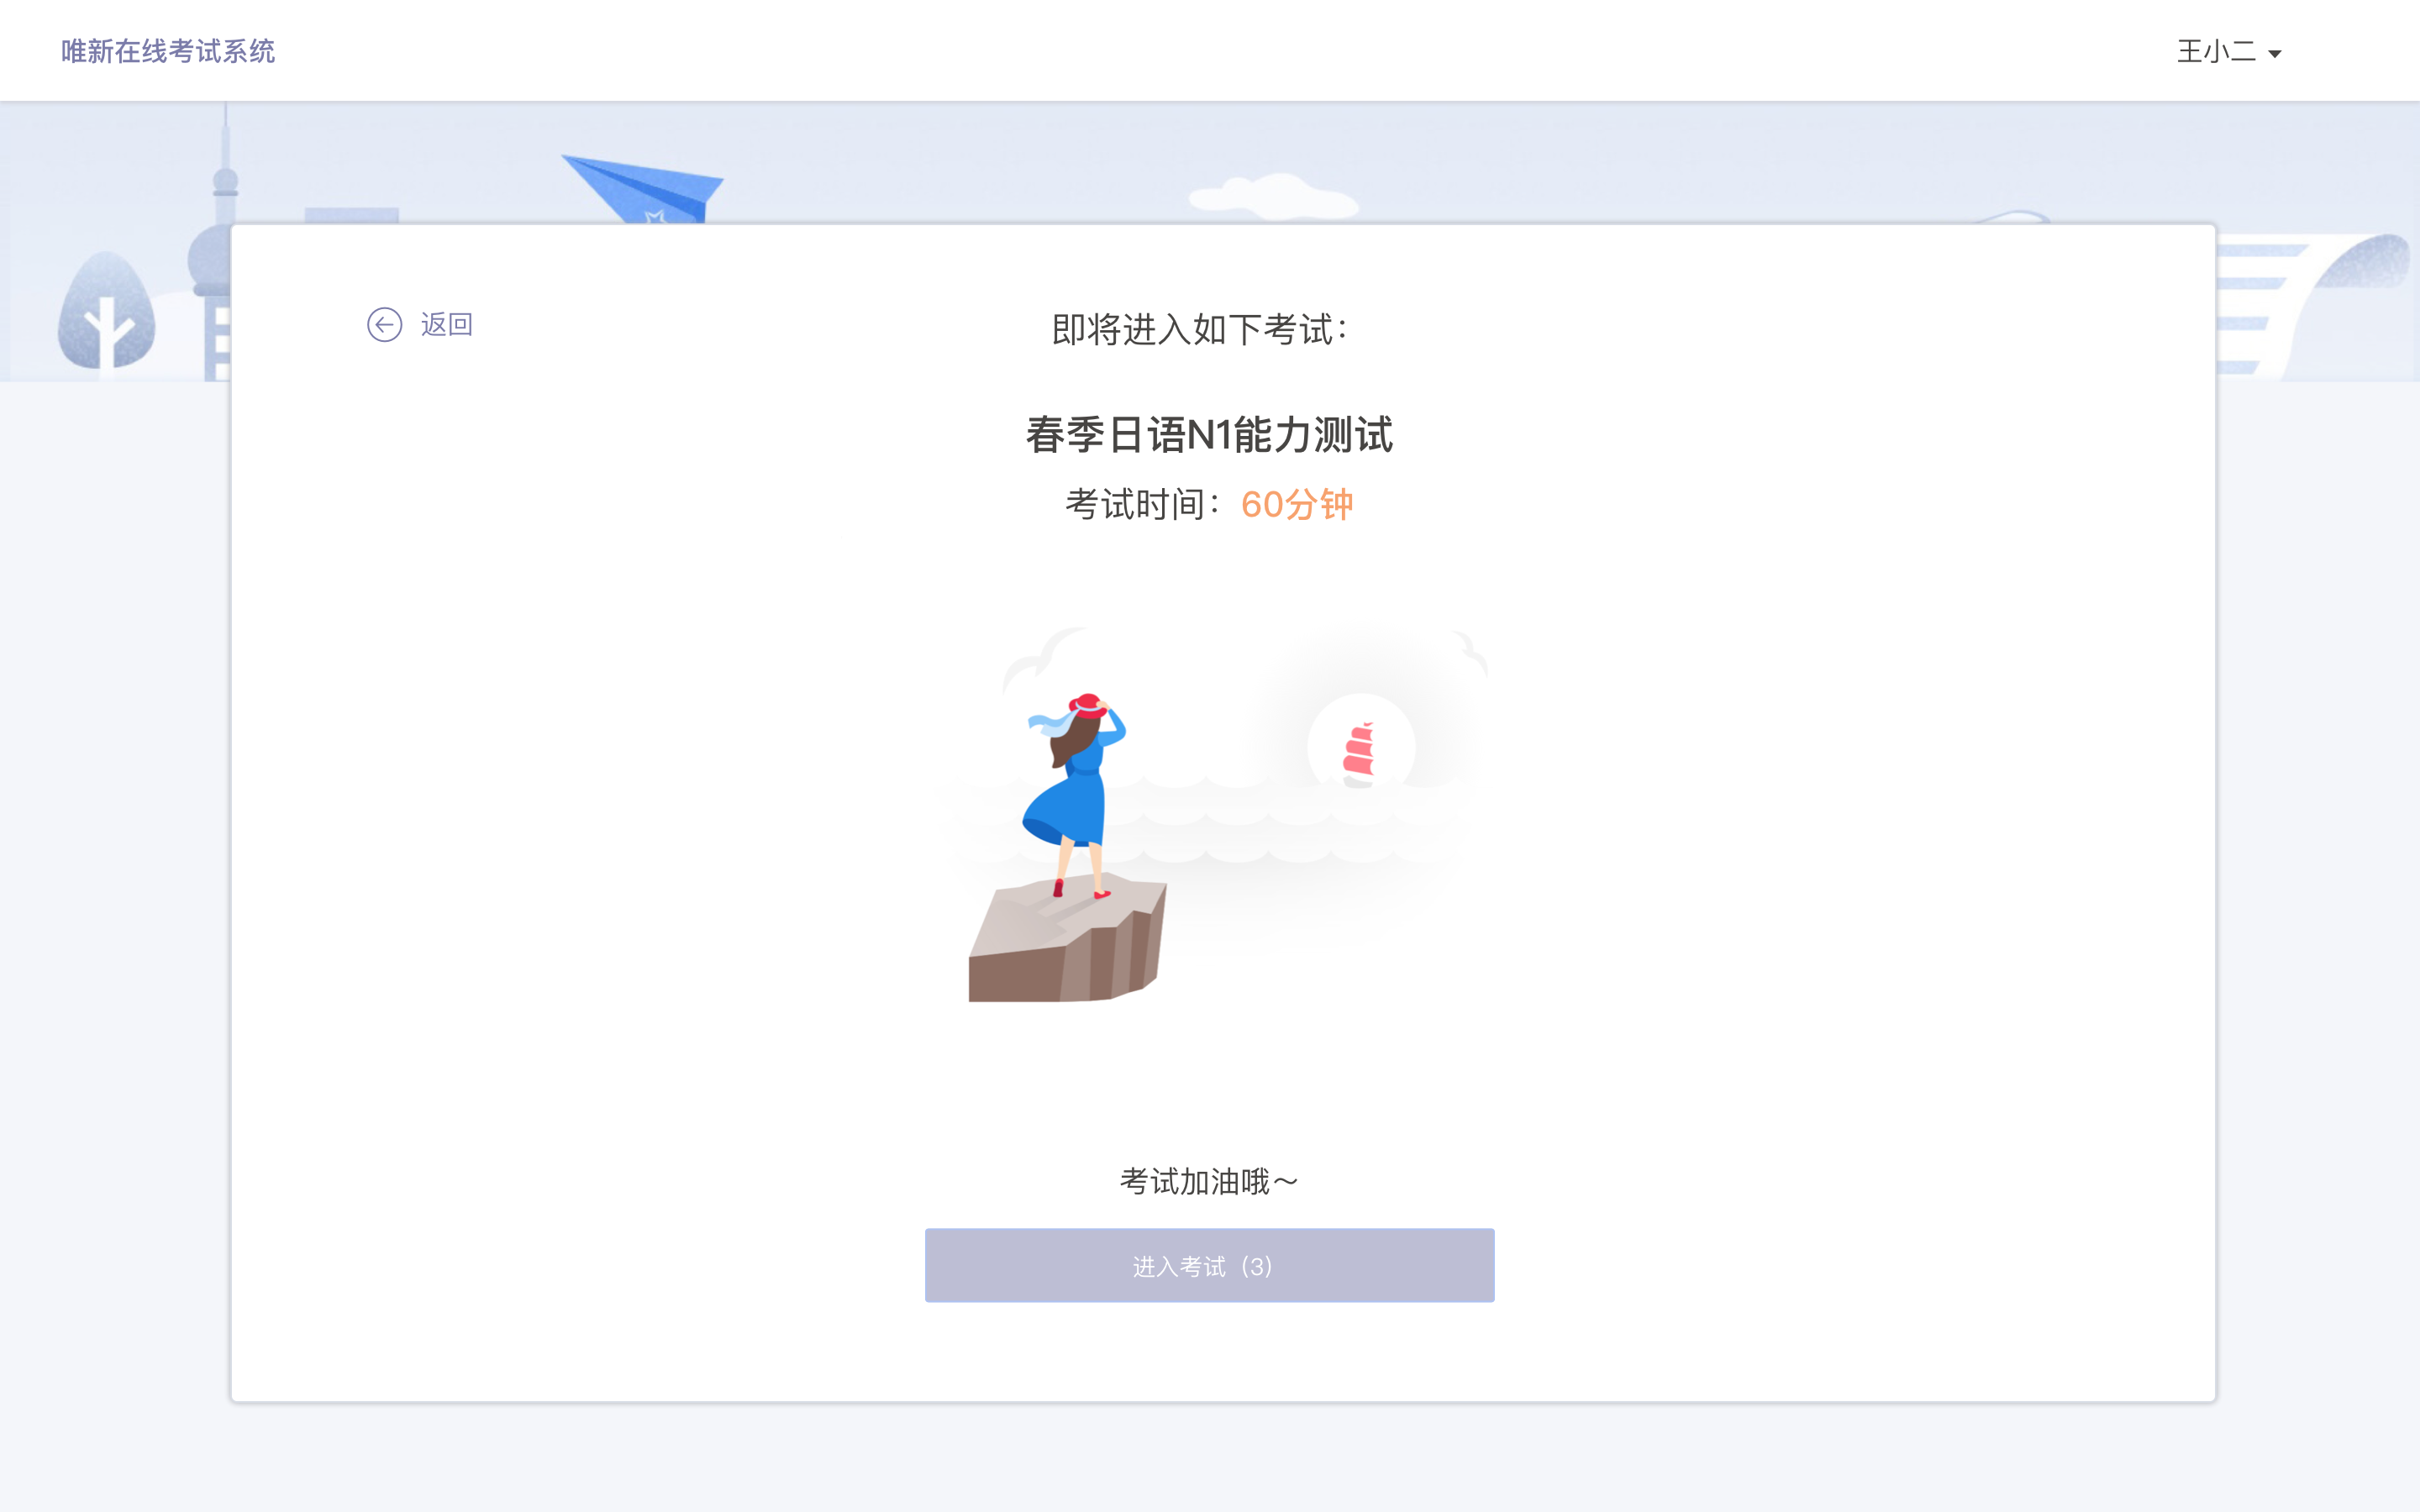 唯新在线考试系统
王小二
返回
即将进入如下考试：
春季日语N1能力测试
考试时间：60分钟
考试加油哦～
进入考试（3）